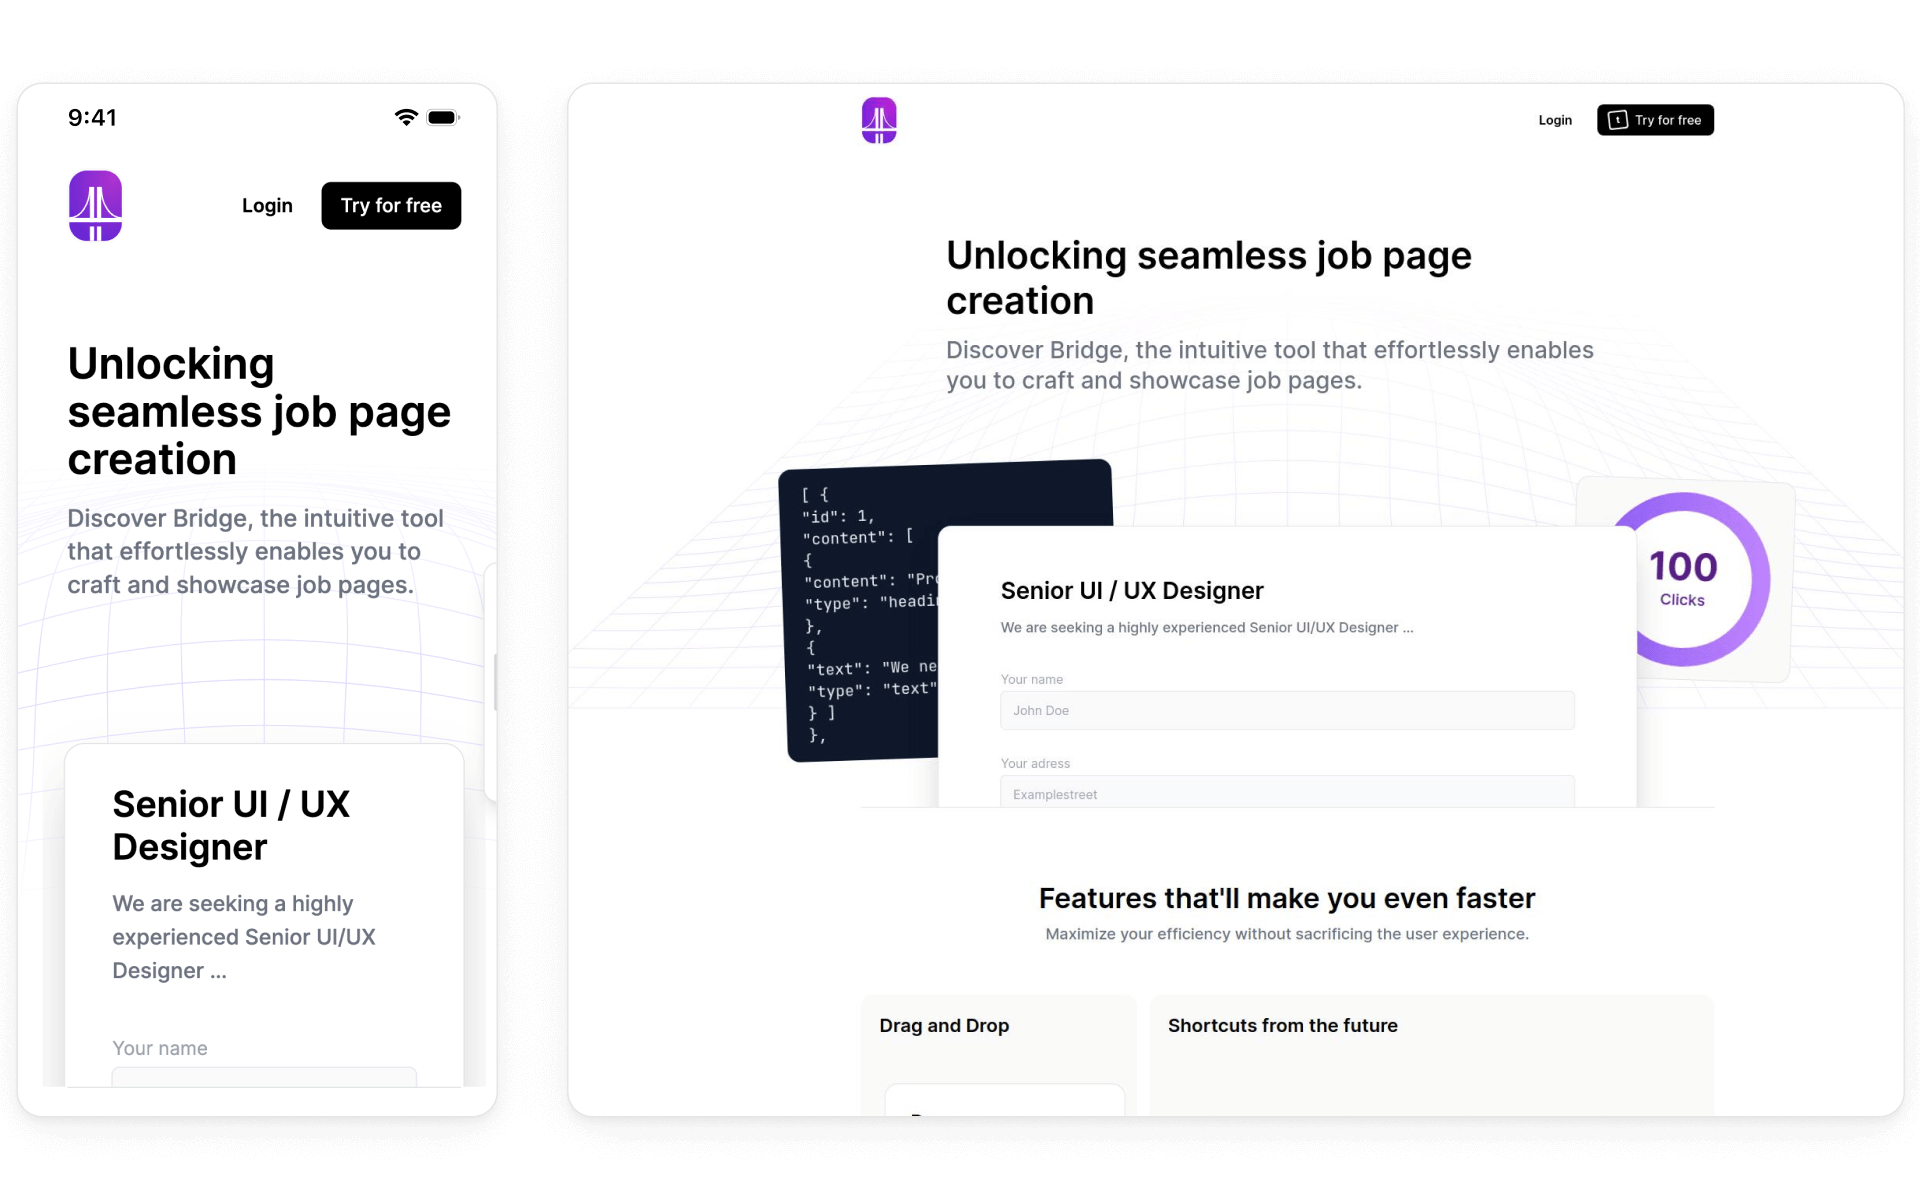 9:41
Login
Try for free
Unlocking
seamless job page
creation
Discover Bridge, the intuitive tool
that effortlessly enables you to
craft and showcase job pages.
Senior UI / UX
Designer
We are seeking a highly
experienced Senior UI/UX
Designer ...
Your name
Login
t Try for free
Unlocking seamless job page
creation
Discover Bridge, the intuitive tool that effortlessly enables
you to craft and showcase job pages.
[ {
"id": 1,
"content": [
{
"content": "Pro
"type": "headin
},
{
"text": "We ne
"type": "text"
} ]
},
Senior UI / UX Designer
We are seeking a highly experienced Senior UI/UX Designer ...
Your name
John Doe
Your adress
Examplestreet
100
Clicks
Features that'll make you even faster
Maximize your efficiency without sacrificing the user experience.
Drag and Drop
Shortcuts from the future